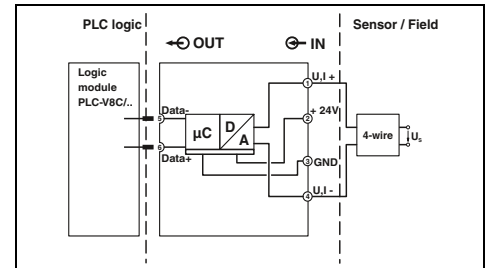 PLC logic
Sensor / Field
OUT
IN
Logic
module
PLC-V8C/..
1
U,I +
Data-
5
+ 24V
2
µC
D
A
4-wire
Us
6
Data+
3
GND
4
U,I -